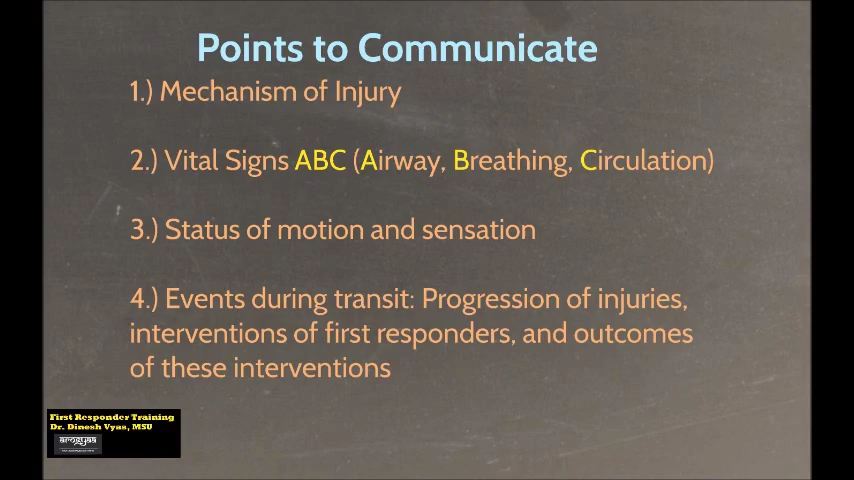 Points to Communicate
1.) Mechanism of Injury
2.) Vital Signs ABC (Airway, Breathing, Circulation)
3.) Status of motion and sensation
4.) Events during transit: Progression of injuries,
interventions of first responders, and outcomes
of these interventions
First Responder Training
Dr. Dinesh Vyas, MSU
arogyaa